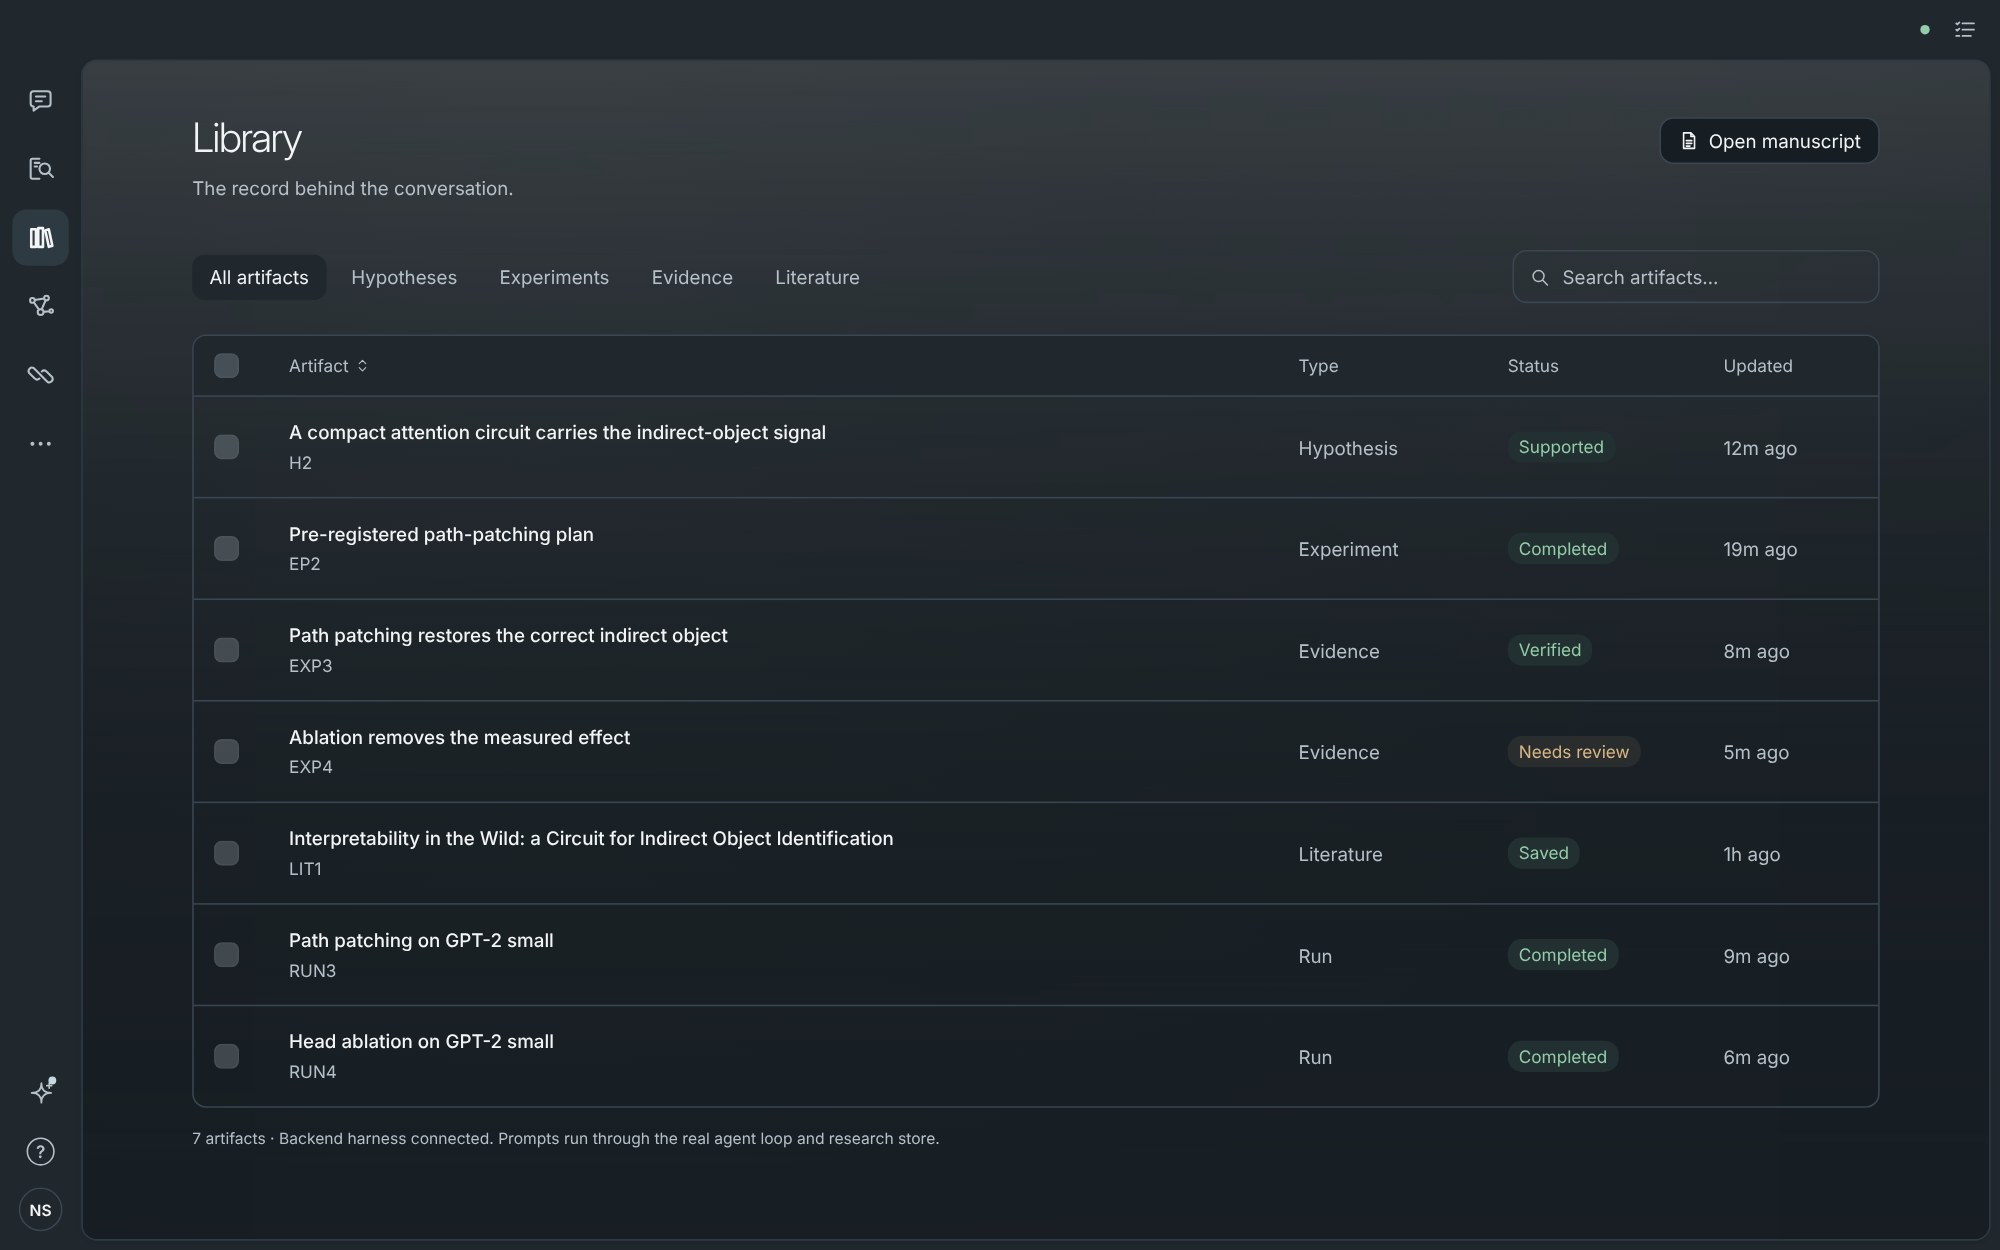 Library
Open manuscript
The record behind the conversation.
All artifacts
Hypotheses
Experiments
Evidence
Literature
Search artifacts...
Artifact
Type
Status
Updated
A compact attention circuit carries the indirect-object signal
H2
Hypothesis
Supported
12m ago
Pre-registered path-patching plan
EP2
Experiment
Completed
19m ago
Path patching restores the correct indirect object
EXP3
Evidence
Verified
8m ago
Ablation removes the measured effect
EXP4
Evidence
Needs review
5m ago
Interpretability in the Wild: a Circuit for Indirect Object Identification
LIT1
Literature
Saved
1h ago
Path patching on GPT-2 small
RUN3
Run
Completed
9m ago
Head ablation on GPT-2 small
RUN4
Run
Completed
6m ago
7 artifacts · Backend harness connected. Prompts run through the real agent loop and research store.
?
NS